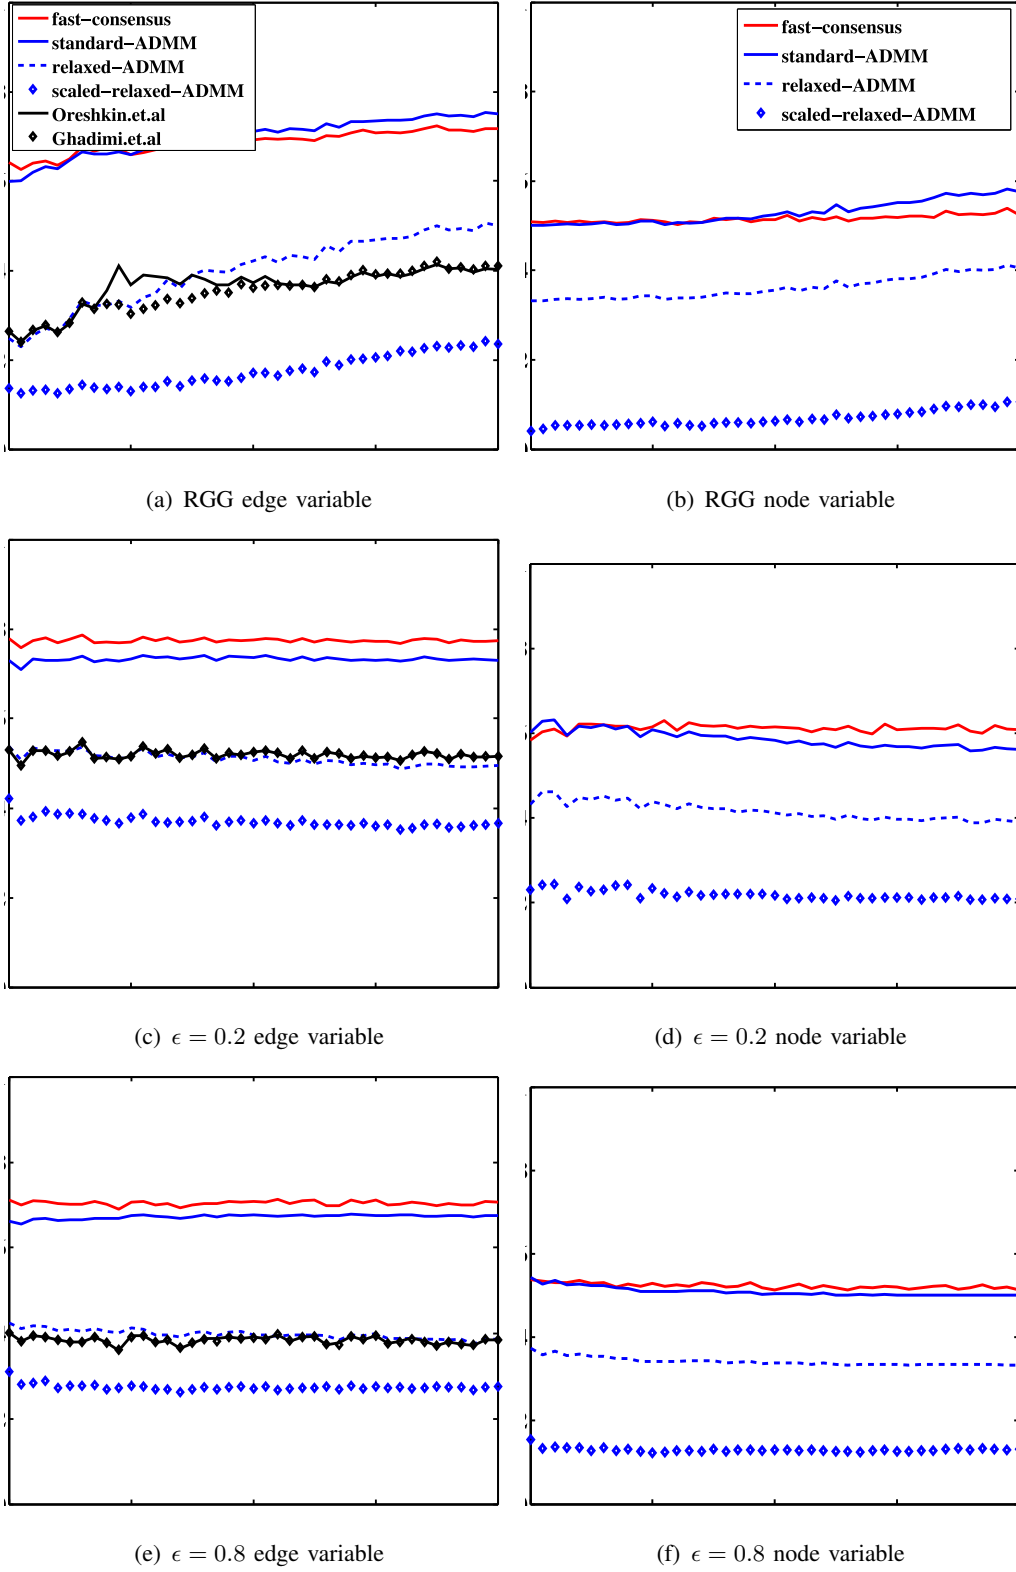 fast-consensus
standard-ADMM
relaxed-ADMM
scaled-relaxed-ADMM
Oreshkin.et.al
Ghadimi.et.al
fast-consensus
standard-ADMM
relaxed-ADMM
scaled-relaxed-ADMM
(a) RGG edge variable
(b) RGG node variable
(c) ϵ = 0.2 edge variable
(d) ϵ = 0.2 node variable
(e) ϵ = 0.8 edge variable
(f) ϵ = 0.8 node variable